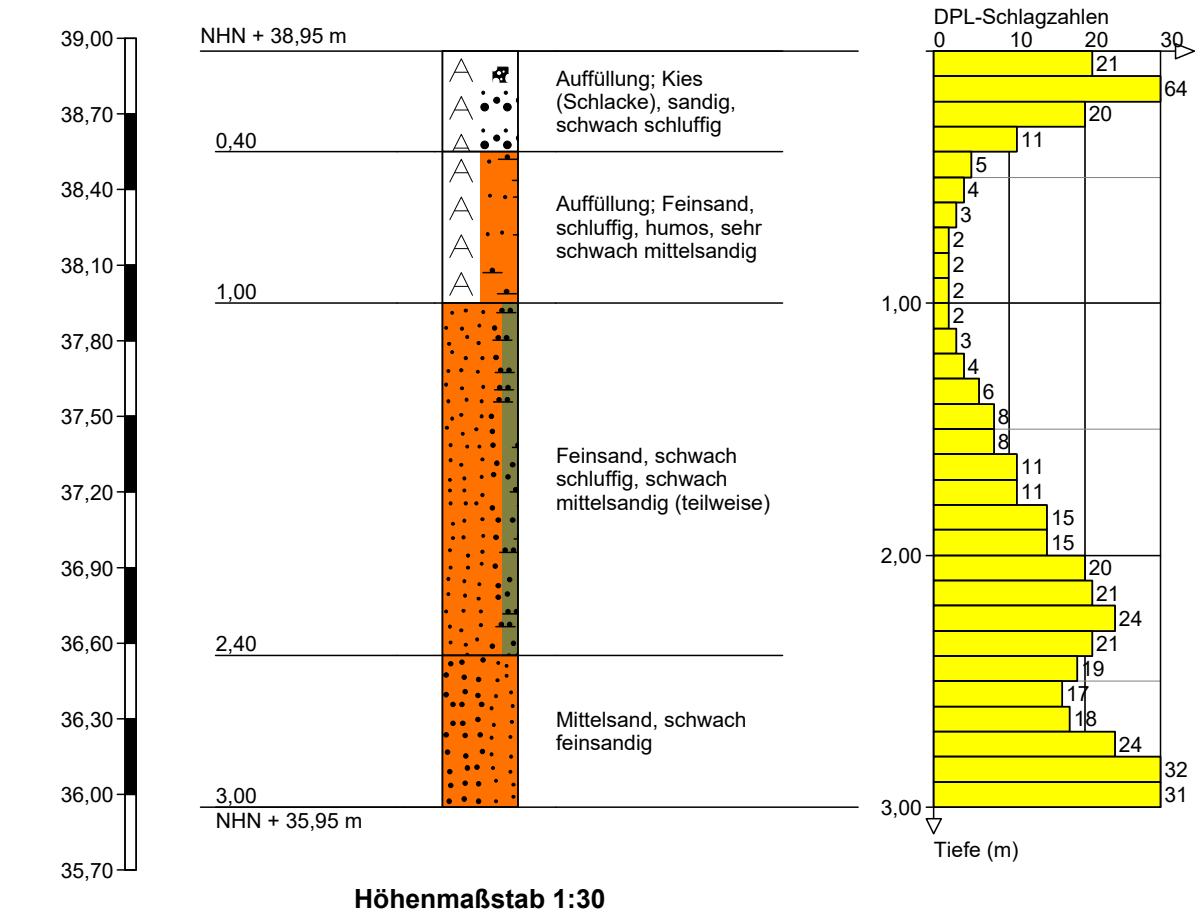 39,00
38,70
38,40
38,10
37,80
37,50
37,20
36,90
36,60
36,30
36,00
35,70
NHN + 38,95 m
0,40
1,00
2,40
3,00
NHN + 35,95 m
A
A
A
A
A
A
A
Auffüllung; Kies
(Schlacke), sandig,
schwach schluffig
Auffüllung; Feinsand,
schluffig, humos, sehr
schwach mittelsandig
Feinsand, schwach
schluffig, schwach
mittelsandig (teilweise)
Mittelsand, schwach
feinsandig
DPL-Schlagzahlen
0 10 20 30
21
64
20
11
5
4
3
2
2
2
1,00
2
3
4
6
8
8
11
11
15
15
2,00
20
21
24
21
19
17
18
24
32
31
3,00
Tiefe (m)
Höhenmaßstab 1:30